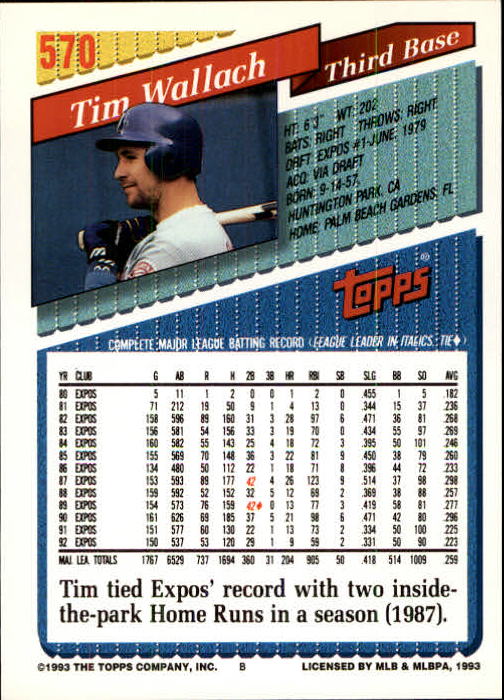 570
Tim Wallach
Third Base
HT: 6'3" WT: 202
BATS: RIGHT THROWS: RIGHT
DRAFT: EXPOS #1-JUNE, 1979
ACQ: VIA DRAFT
BORN: 9-14-57,
HUNTINGTON PARK, CA
HOME: PALM BEACH GARDENS, FL
TOPPS®
COMPLETE MAJOR LEAGUE BATTING RECORD (LEAGUE LEADER IN ITALICS, TIE♦)
YR CLUB G AB R H 2B 3B HR RBI SB SLG BB SO AVG
80 EXPOS 5 11 1 2 0 0 1 2 0 .455 1 5 .182
81 EXPOS 71 212 19 50 9 1 4 13 0 .344 15 37 .236
82 EXPOS 158 596 89 160 31 3 28 97 6 .471 36 81 .268
83 EXPOS 156 581 54 156 33 3 19 70 0 .434 55 97 .269
84 EXPOS 160 582 55 143 25 4 18 72 3 .395 50 101 .246
85 EXPOS 155 569 70 148 36 3 22 81 9 .450 38 79 .260
86 EXPOS 134 480 50 112 22 1 18 71 8 .396 44 72 .233
87 EXPOS 153 593 89 177 42 4 26 123 9 .514 37 98 .298
88 EXPOS 159 592 52 152 32 5 12 69 2 .369 38 88 .257
89 EXPOS 154 573 76 159 42♦ 0 13 77 3 .419 58 81 .277
90 EXPOS 161 626 69 185 37 5 21 98 6 .471 42 80 .296
91 EXPOS 151 577 60 130 22 1 13 73 2 .334 50 100 .225
92 EXPOS 150 537 53 120 29 1 9 59 2 .331 50 90 .223
MAJ. LEA. TOTALS 1767 6529 737 1694 360 31 204 905 50 .418 514 1009 .259
Tim tied Expos' record with two inside-
the-park Home Runs in a season (1987).
©1993 THE TOPPS COMPANY, INC. B LICENSED BY MLB & MLBPA, 1993